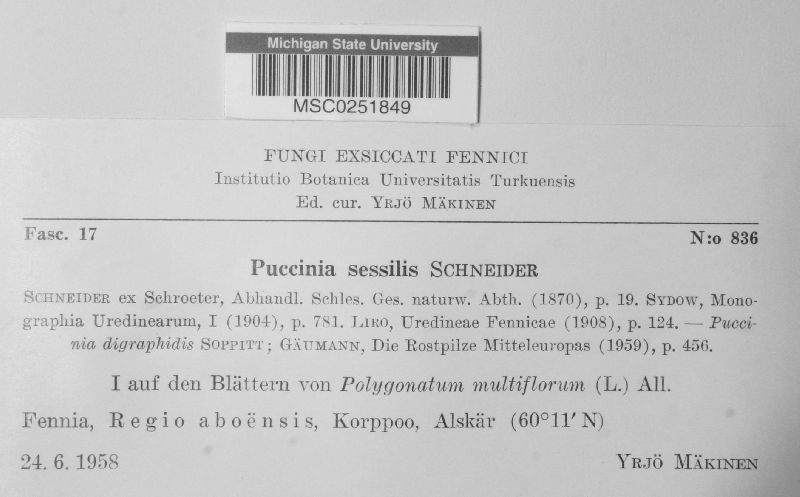 Michigan State University
MSC0251849
FUNGI EXSICCATI FENNICI
Institutio Botanica Universitatis Turkuensis
Ed. cur. YRJÖ MÄKINEN
Fasc. 17 N:o 836
Puccinia sessilis SCHNEIDER
SCHNEIDER ex Schroeter, Abhandl. Schles. Ges. naturw. Abth. (1870), p. 19. SYDOW, Mono-
graphia Uredinearum, I (1904), p. 781. LIRO, Uredineae Fennicae (1908), p. 124. — Pucci-
nia digraphidis SOPPITT; GÄUMANN, Die Rostpilze Mitteleuropas (1959), p. 456.
I auf den Blättern von Polygonatum multiflorum (L.) All.
Fennia, Regio aboënsis, Korppoo, Alskär (60°11′ N)
24. 6. 1958 YRJÖ MÄKINEN